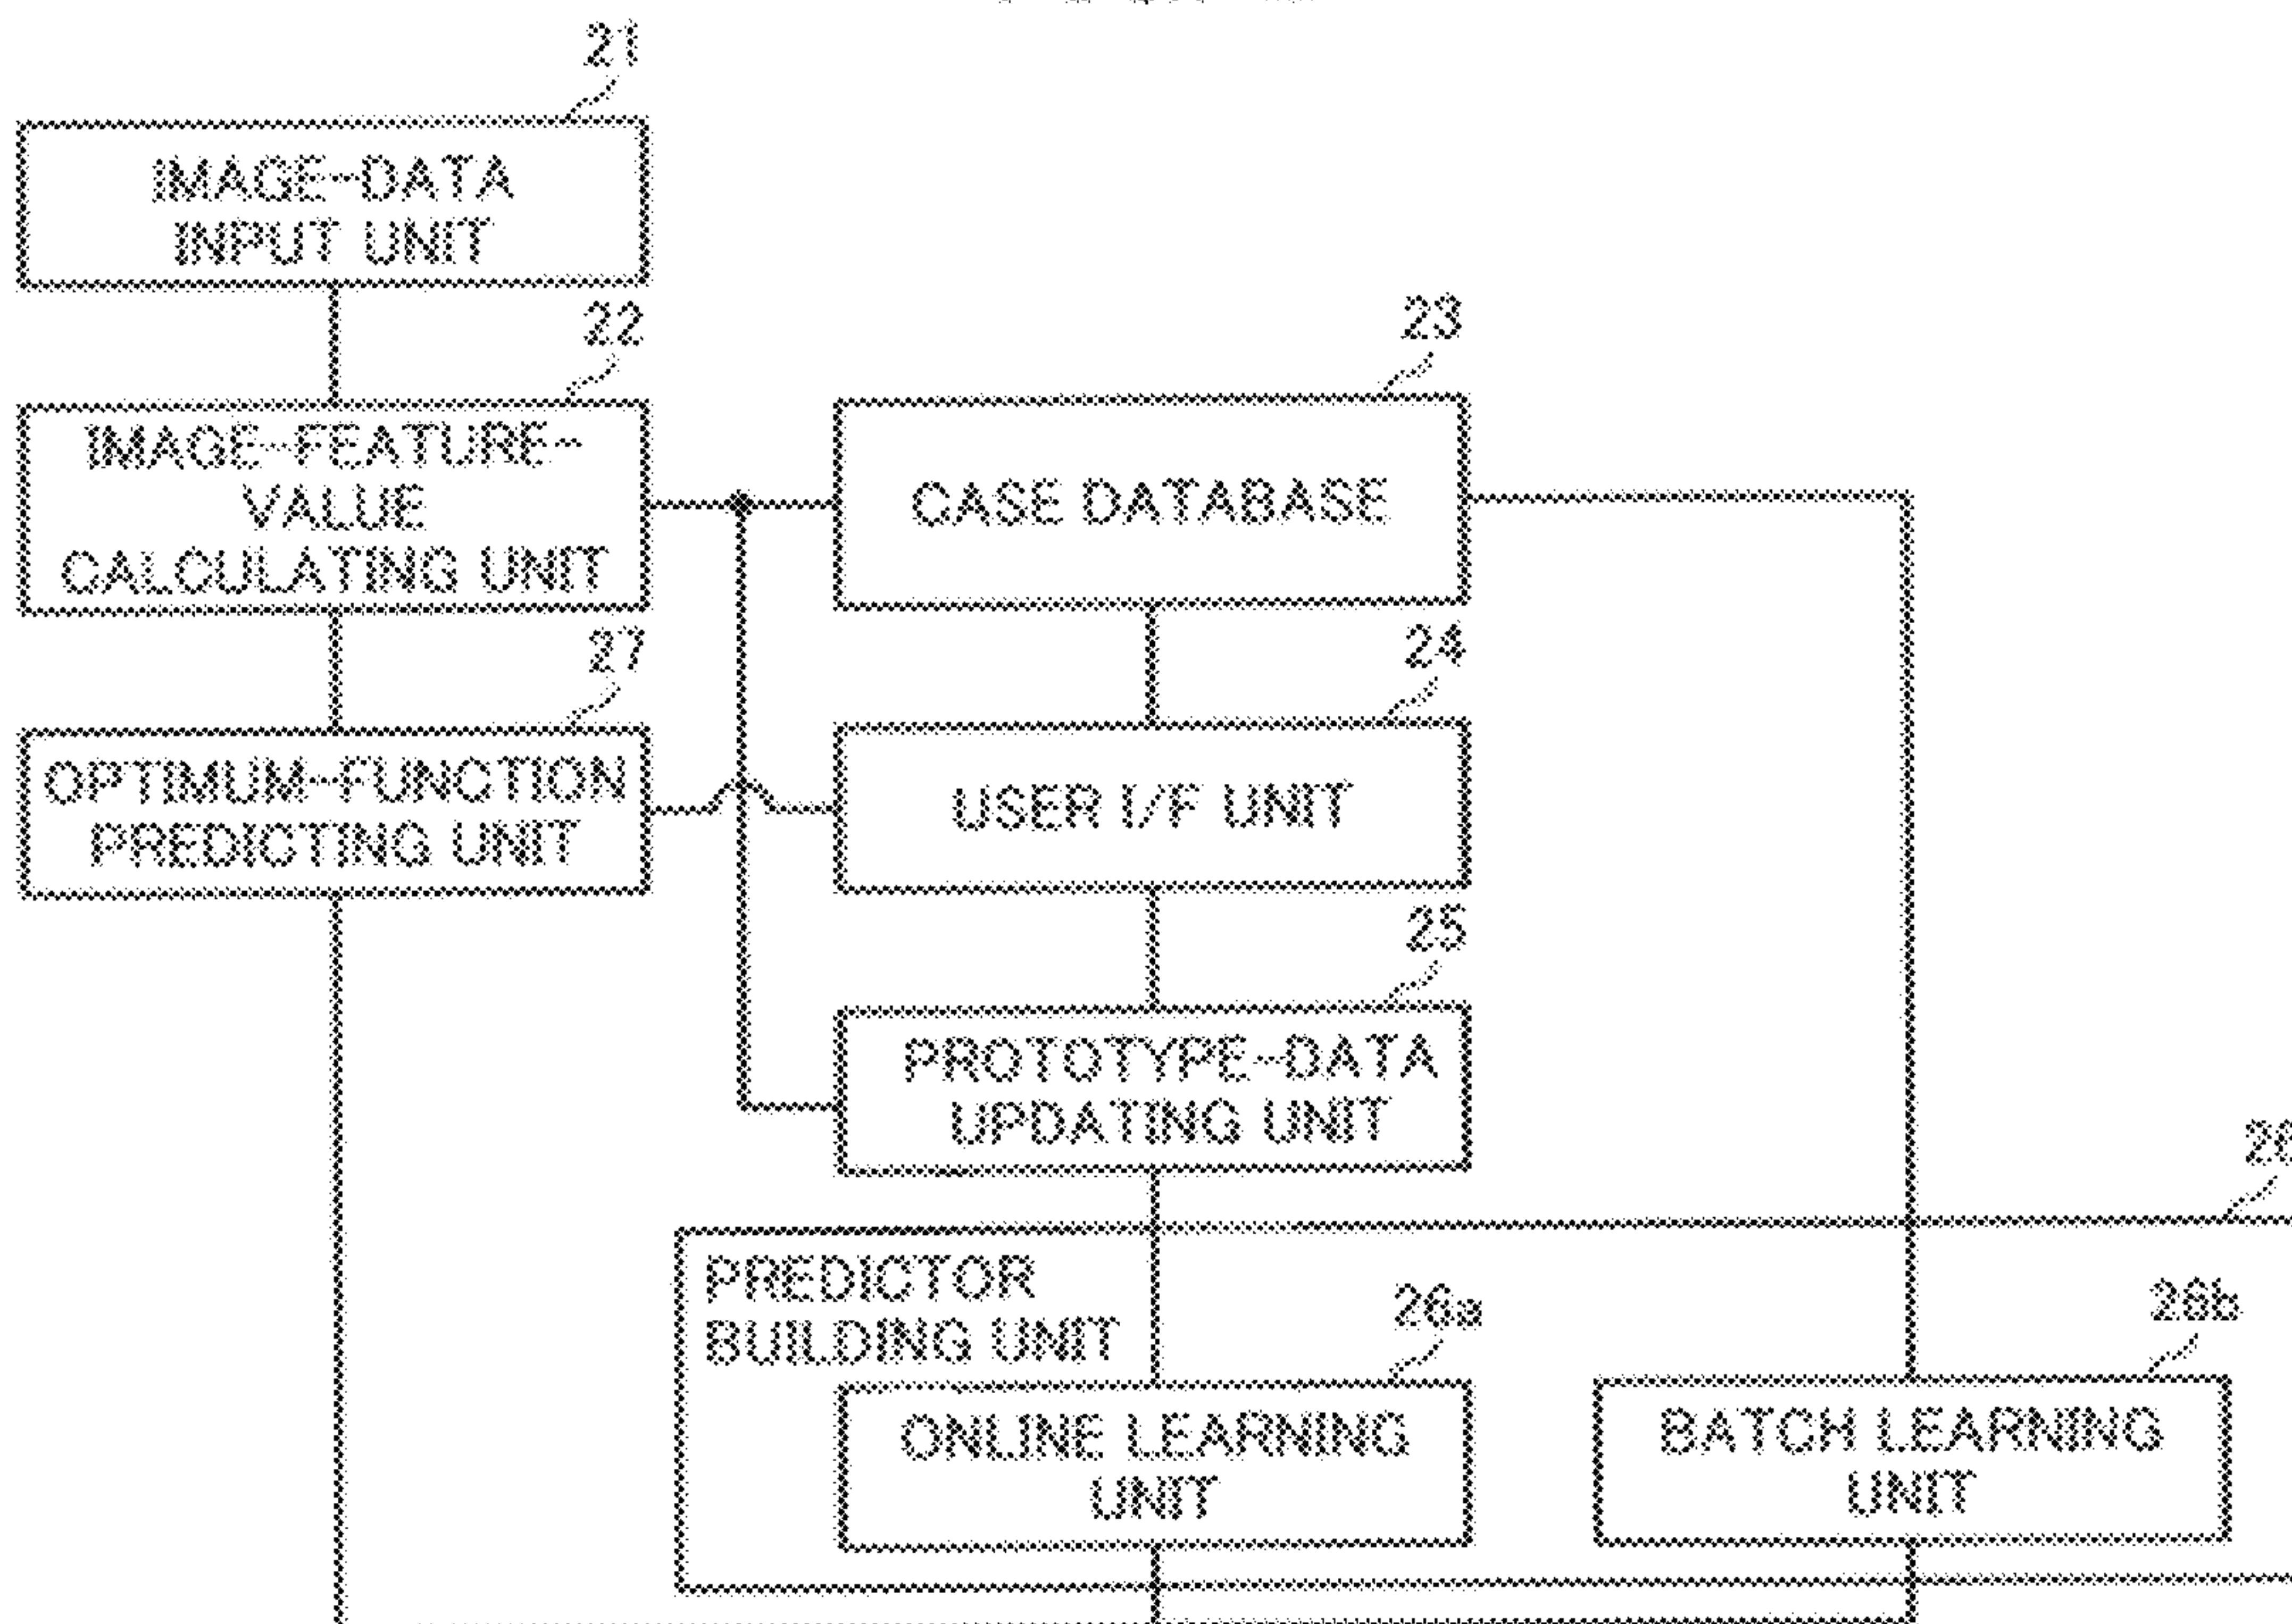 21
IMAGE-DATA
INPUT UNIT
22
IMAGE-FEATURE-
VALUE
CALCULATING UNIT
23
CASE DATABASE
27
OPTIMUM-FUNCTION
PREDICTING UNIT
24
USER I/F UNIT
25
PROTOTYPE-DATA
UPDATING UNIT
26
PREDICTOR
BUILDING UNIT
26a
ONLINE LEARNING
UNIT
26b
BATCH LEARNING
UNIT